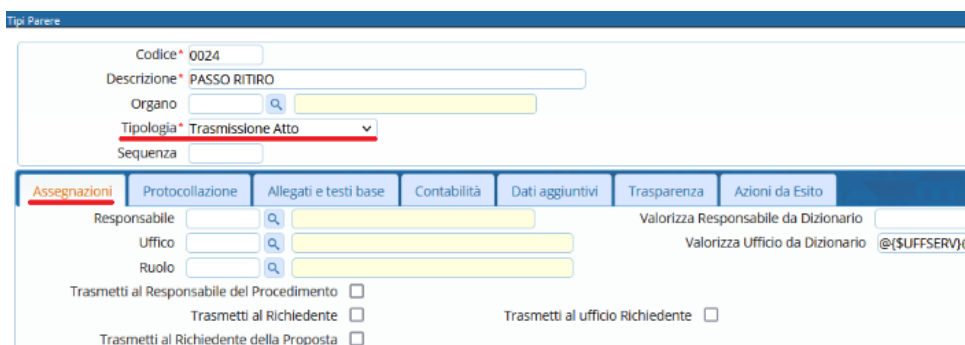 Tipi Parere
Codice* 0024
Descrizione* PASSO RITIRO
Organo
Tipologia* Trasmissione Atto
Sequenza
Assegnazioni Protocollazione Allegati e testi base Contabilità Dati aggiuntivi Trasparenza Azioni da Esito
Responsabile Valorizza Responsabile da Dizionario
Uffico Valorizza Ufficio da Dizionario @{$UFFSERV}
Ruolo
Trasmetti al Responsabile del Procedimento
Trasmetti al Richiedente Trasmetti al ufficio Richiedente
Trasmetti al Richiedente della Proposta